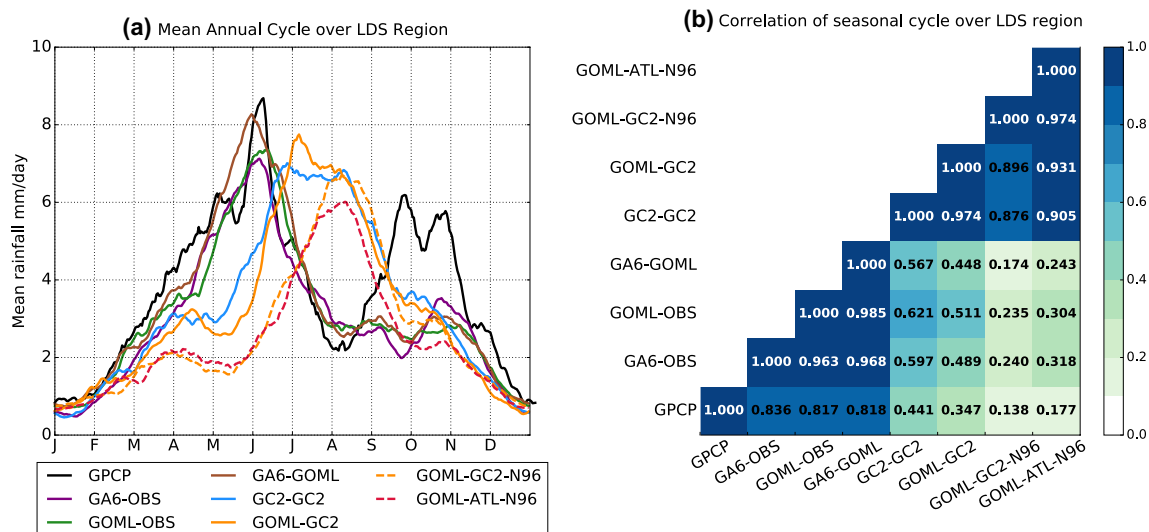 (a) Mean Annual Cycle over LDS Region
Mean rainfall mm/day
10
8
6
4
2
0
J F M A M J J A S O N D
GPCP GA6-GOML GOML-GC2-N96
GA6-OBS GC2-GC2 GOML-ATL-N96
GOML-OBS GOML-GC2
(b) Correlation of seasonal cycle over LDS region
GOML-ATL-N96 1.000
GOML-GC2-N96 1.000 0.974
GOML-GC2 1.000 0.896 0.931
GC2-GC2 1.000 0.974 0.876 0.905
GA6-GOML 1.000 0.567 0.448 0.174 0.243
GOML-OBS 1.000 0.985 0.621 0.511 0.235 0.304
GA6-OBS 1.000 0.963 0.968 0.597 0.489 0.240 0.318
GPCP 1.000 0.836 0.817 0.818 0.441 0.347 0.138 0.177
GPCP GA6-OBS GOML-OBS GA6-GOML GC2-GC2 GOML-GC2 GOML-GC2-N96 GOML-ATL-N96
1.0
0.8
0.6
0.4
0.2
0.0